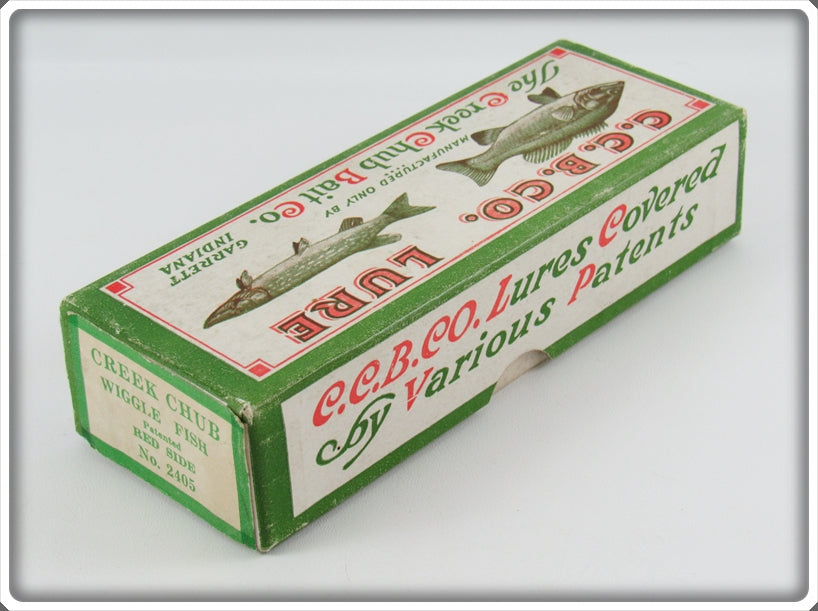 C.C.B.CO.
LURE
MANUFACTURED ONLY BY
The Creek Chub Bait Co.
GARRETT
INDIANA
C.C.B.CO. Lures Covered
by Various Patents
CREEK CHUB
WIGGLE FISH
Patented
RED SIDE
No. 2405